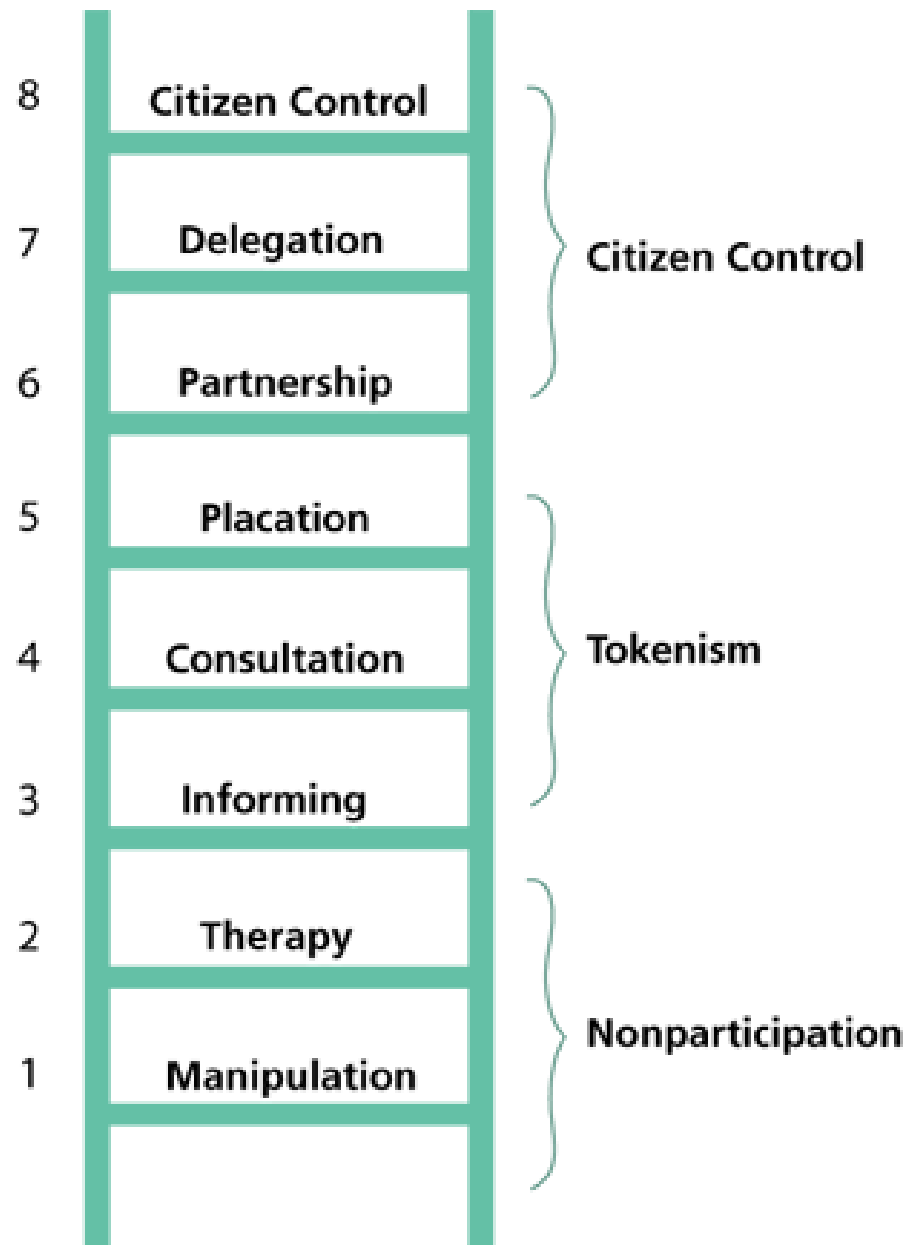 8 Citizen Control
7 Delegation
Citizen Control
6 Partnership
5 Placation
4 Consultation
Tokenism
3 Informing
2 Therapy
Nonparticipation
1 Manipulation